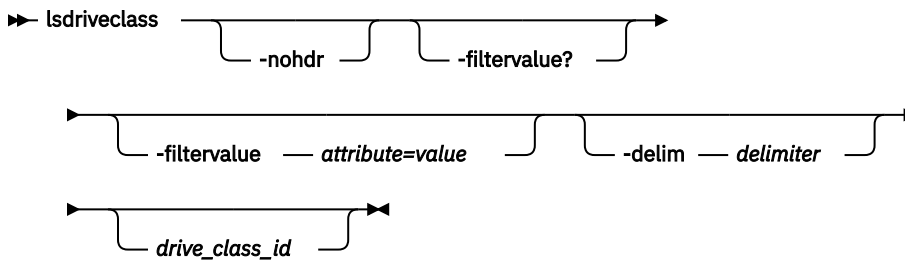 lsdriveclass
-nohdr
-filtervalue?
-filtervalue attribute=value
-delim delimiter
drive_class_id